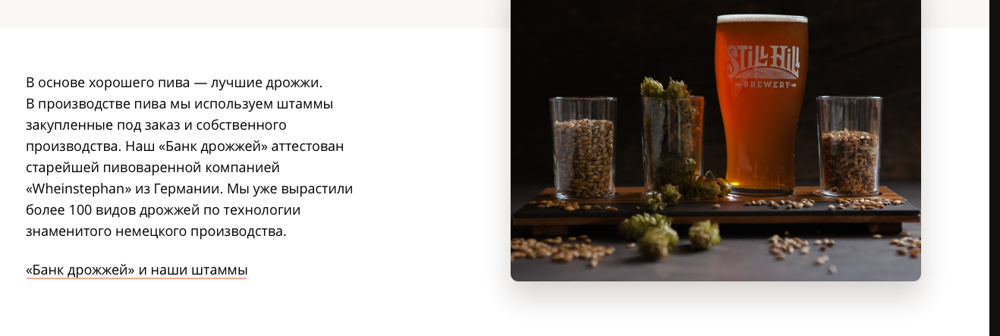 В основе хорошего пива — лучшие дрожжи.
В производстве пива мы используем штаммы
закупленные под заказ и собственного
производства. Наш «Банк дрожжей» аттестован
старейшей пивоваренной компанией
«Wheinstephan» из Германии. Мы уже вырастили
более 100 видов дрожжей по технологии
знаменитого немецкого производства.
«Банк дрожжей» и наши штаммы
STiLL HiLL
BREWERY